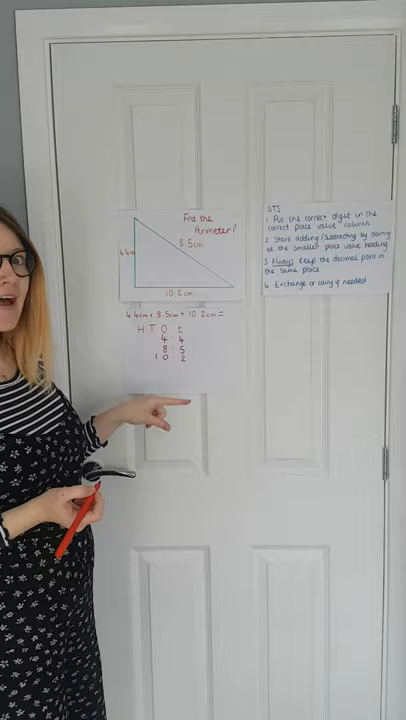 Find the
Perimeter?
4.4cm
8.5cm
10.2cm
4.4cm + 8.5cm + 10.2cm =
H T O t
4 . 4
8 . 5
1 0 . 2
STS
1 Put the correct digit in the
correct place value column.
2 Start adding/subtracting by starting
at the smallest place value heading
3 Always keep the decimal point in
the same place
4 Exchange or carry if needed